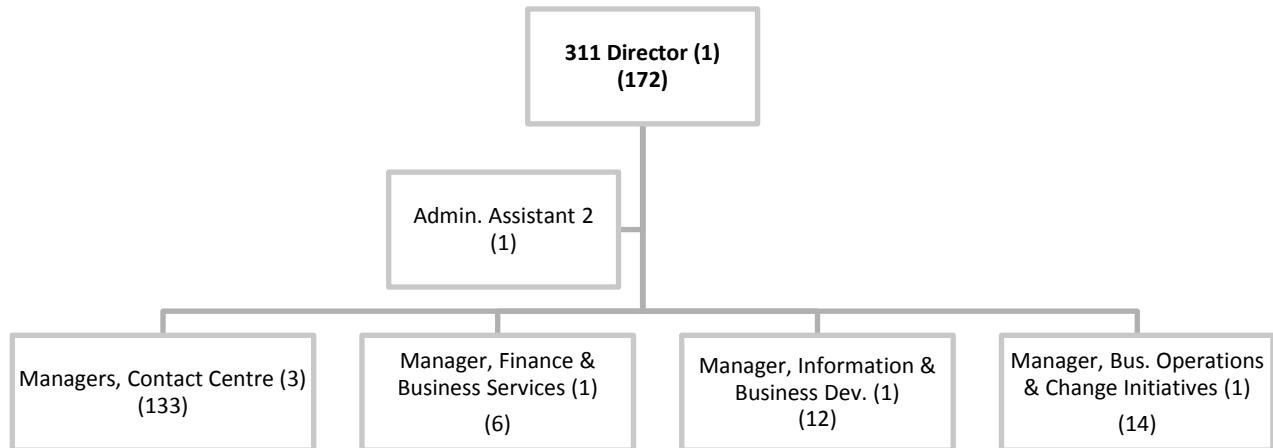 311 Director (1)
(172)
Admin. Assistant 2
(1)
Managers, Contact Centre (3)
(133)
Manager, Finance &
Business Services (1)
(6)
Manager, Information &
Business Dev. (1)
(12)
Manager, Bus. Operations
& Change Initiatives (1)
(14)